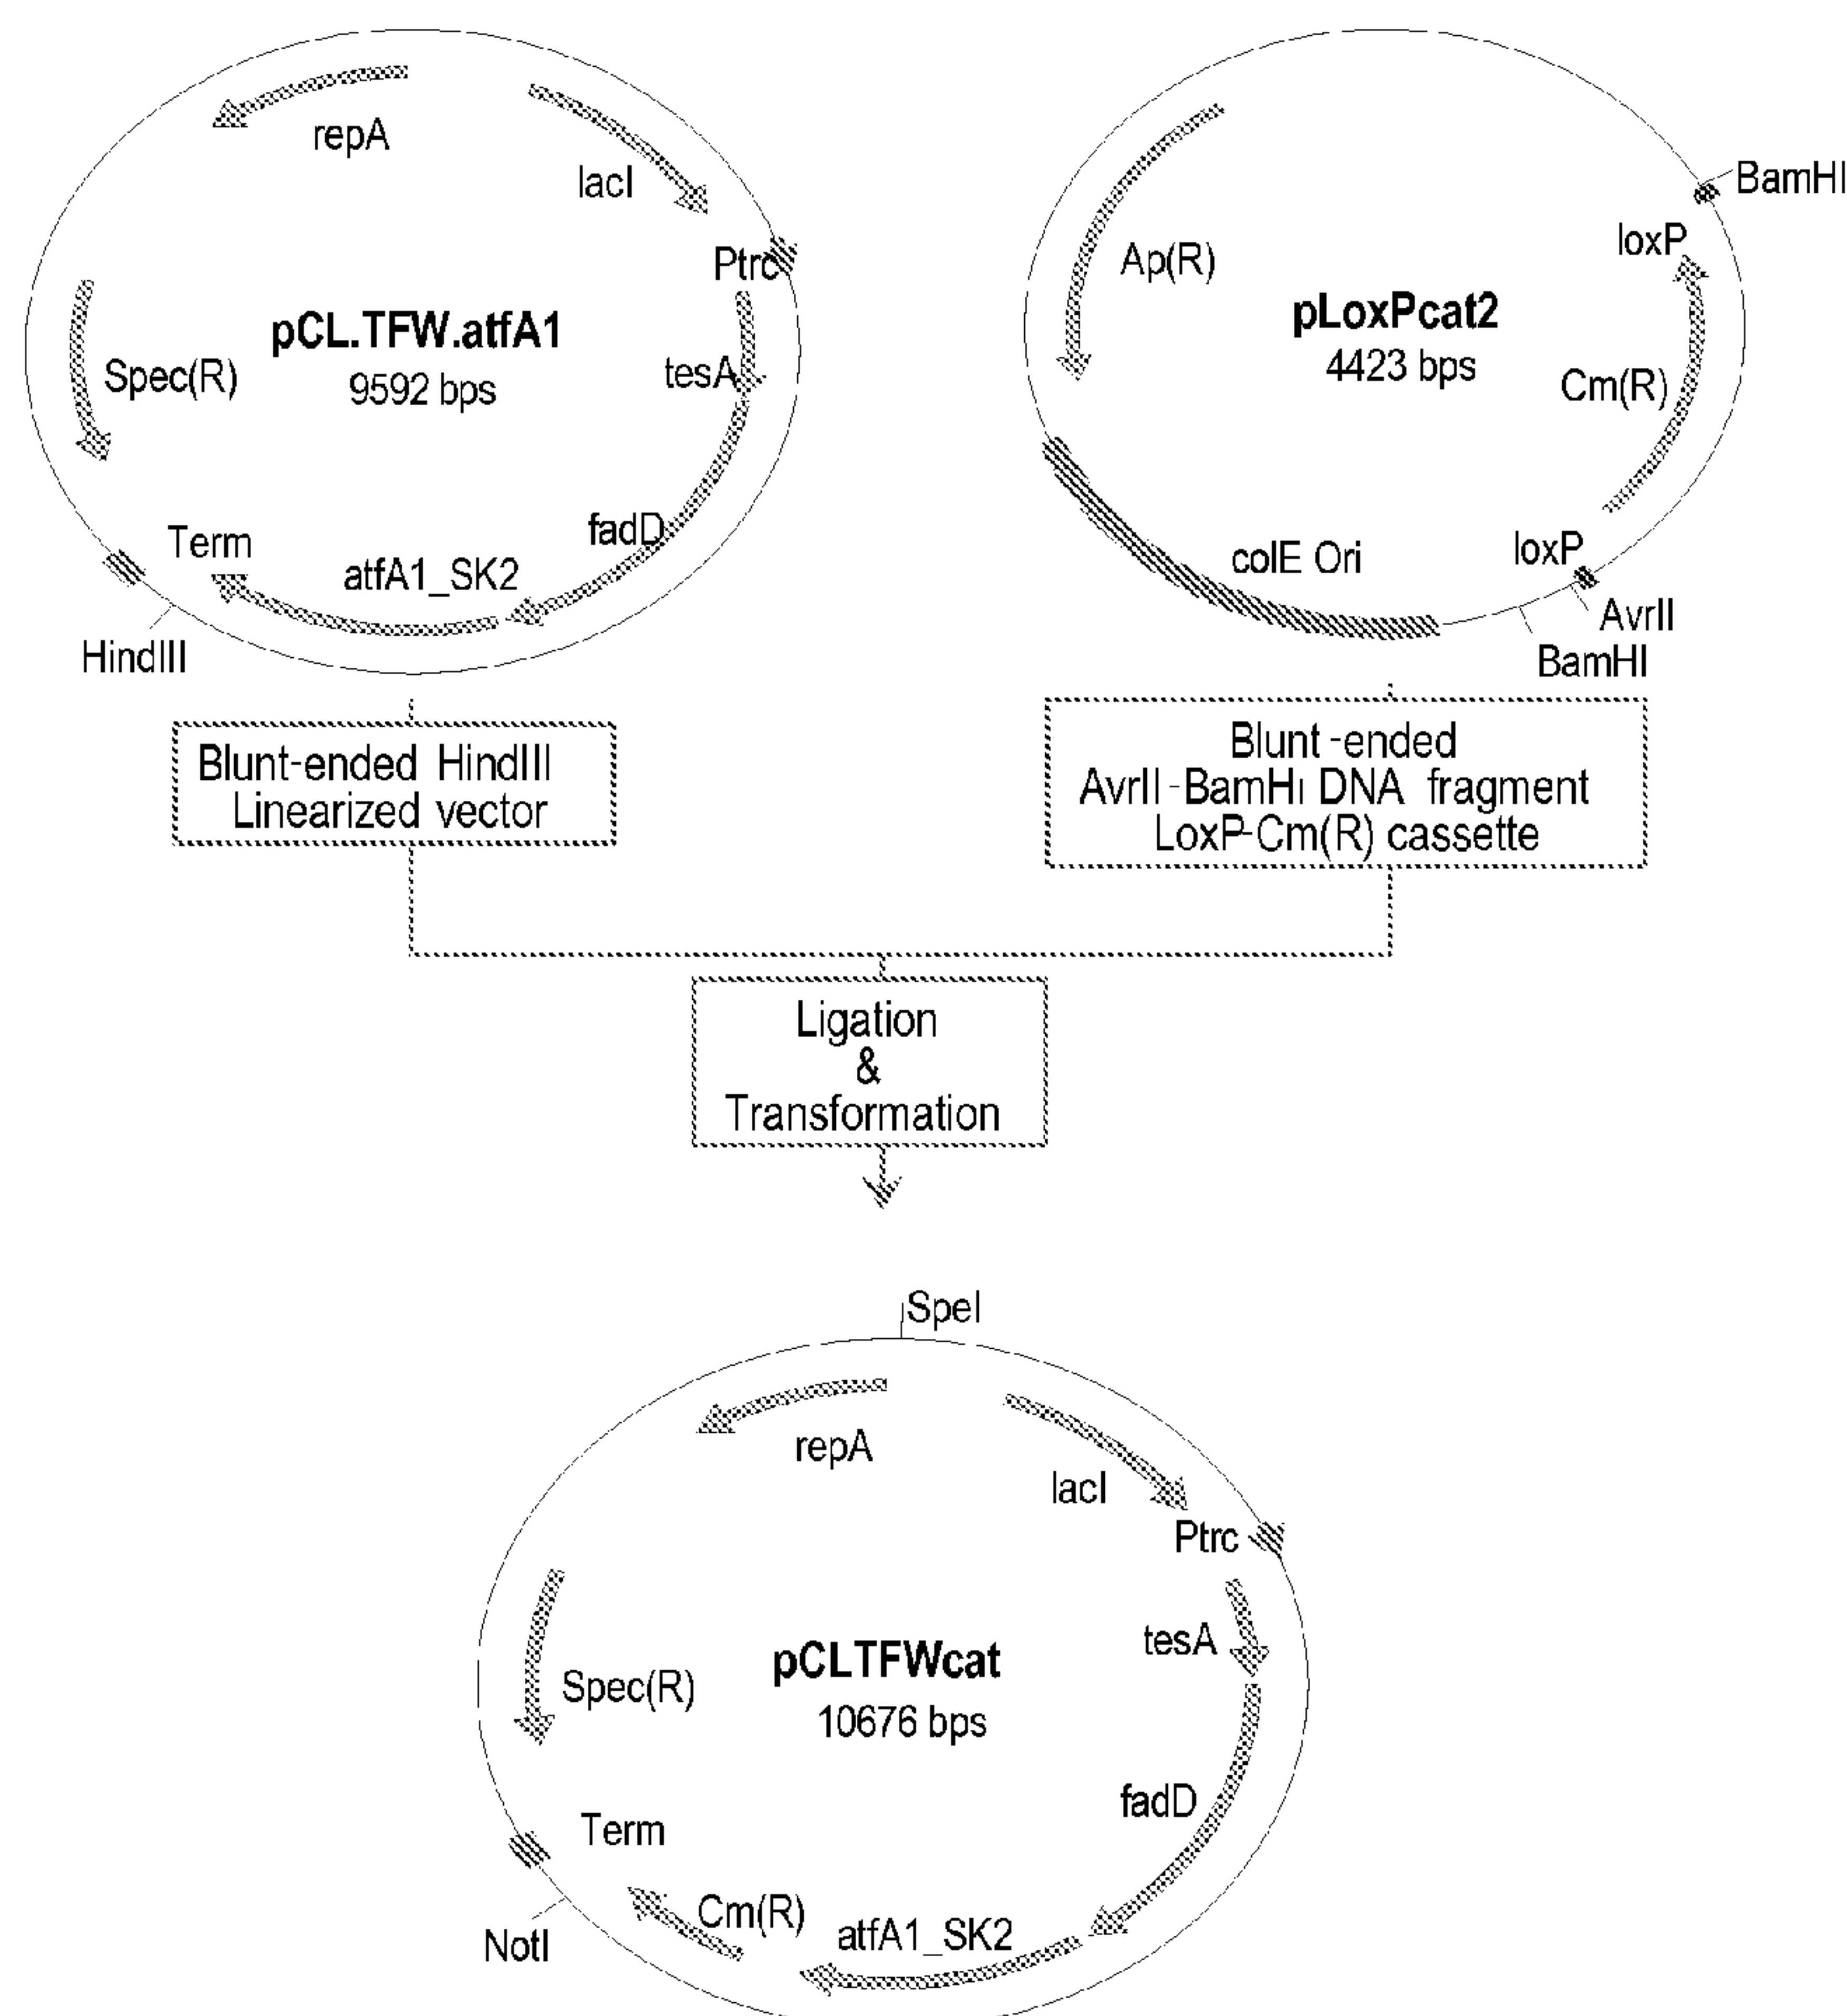 repA
lacI
Ptrc
pCL.TFW.atfA1
9592 bps
Spec(R)
tesA
fadD
Term
atfA1_SK2
HindIII
BamHI
loxP
Ap(R)
pLoxPcat2
4423 bps
Cm(R)
loxP
colE Ori
AvrII
BamHI
Blunt-ended HindIII
Linearized vector
Blunt-ended
AvrII-BamHI DNA fragment
LoxP-Cm(R) cassette
Ligation
&
Transformation
SpeI
repA
lacI
Ptrc
tesA
pCLTFWcat
10676 bps
Spec(R)
fadD
Term
Cm(R)
atfA1_SK2
NotI